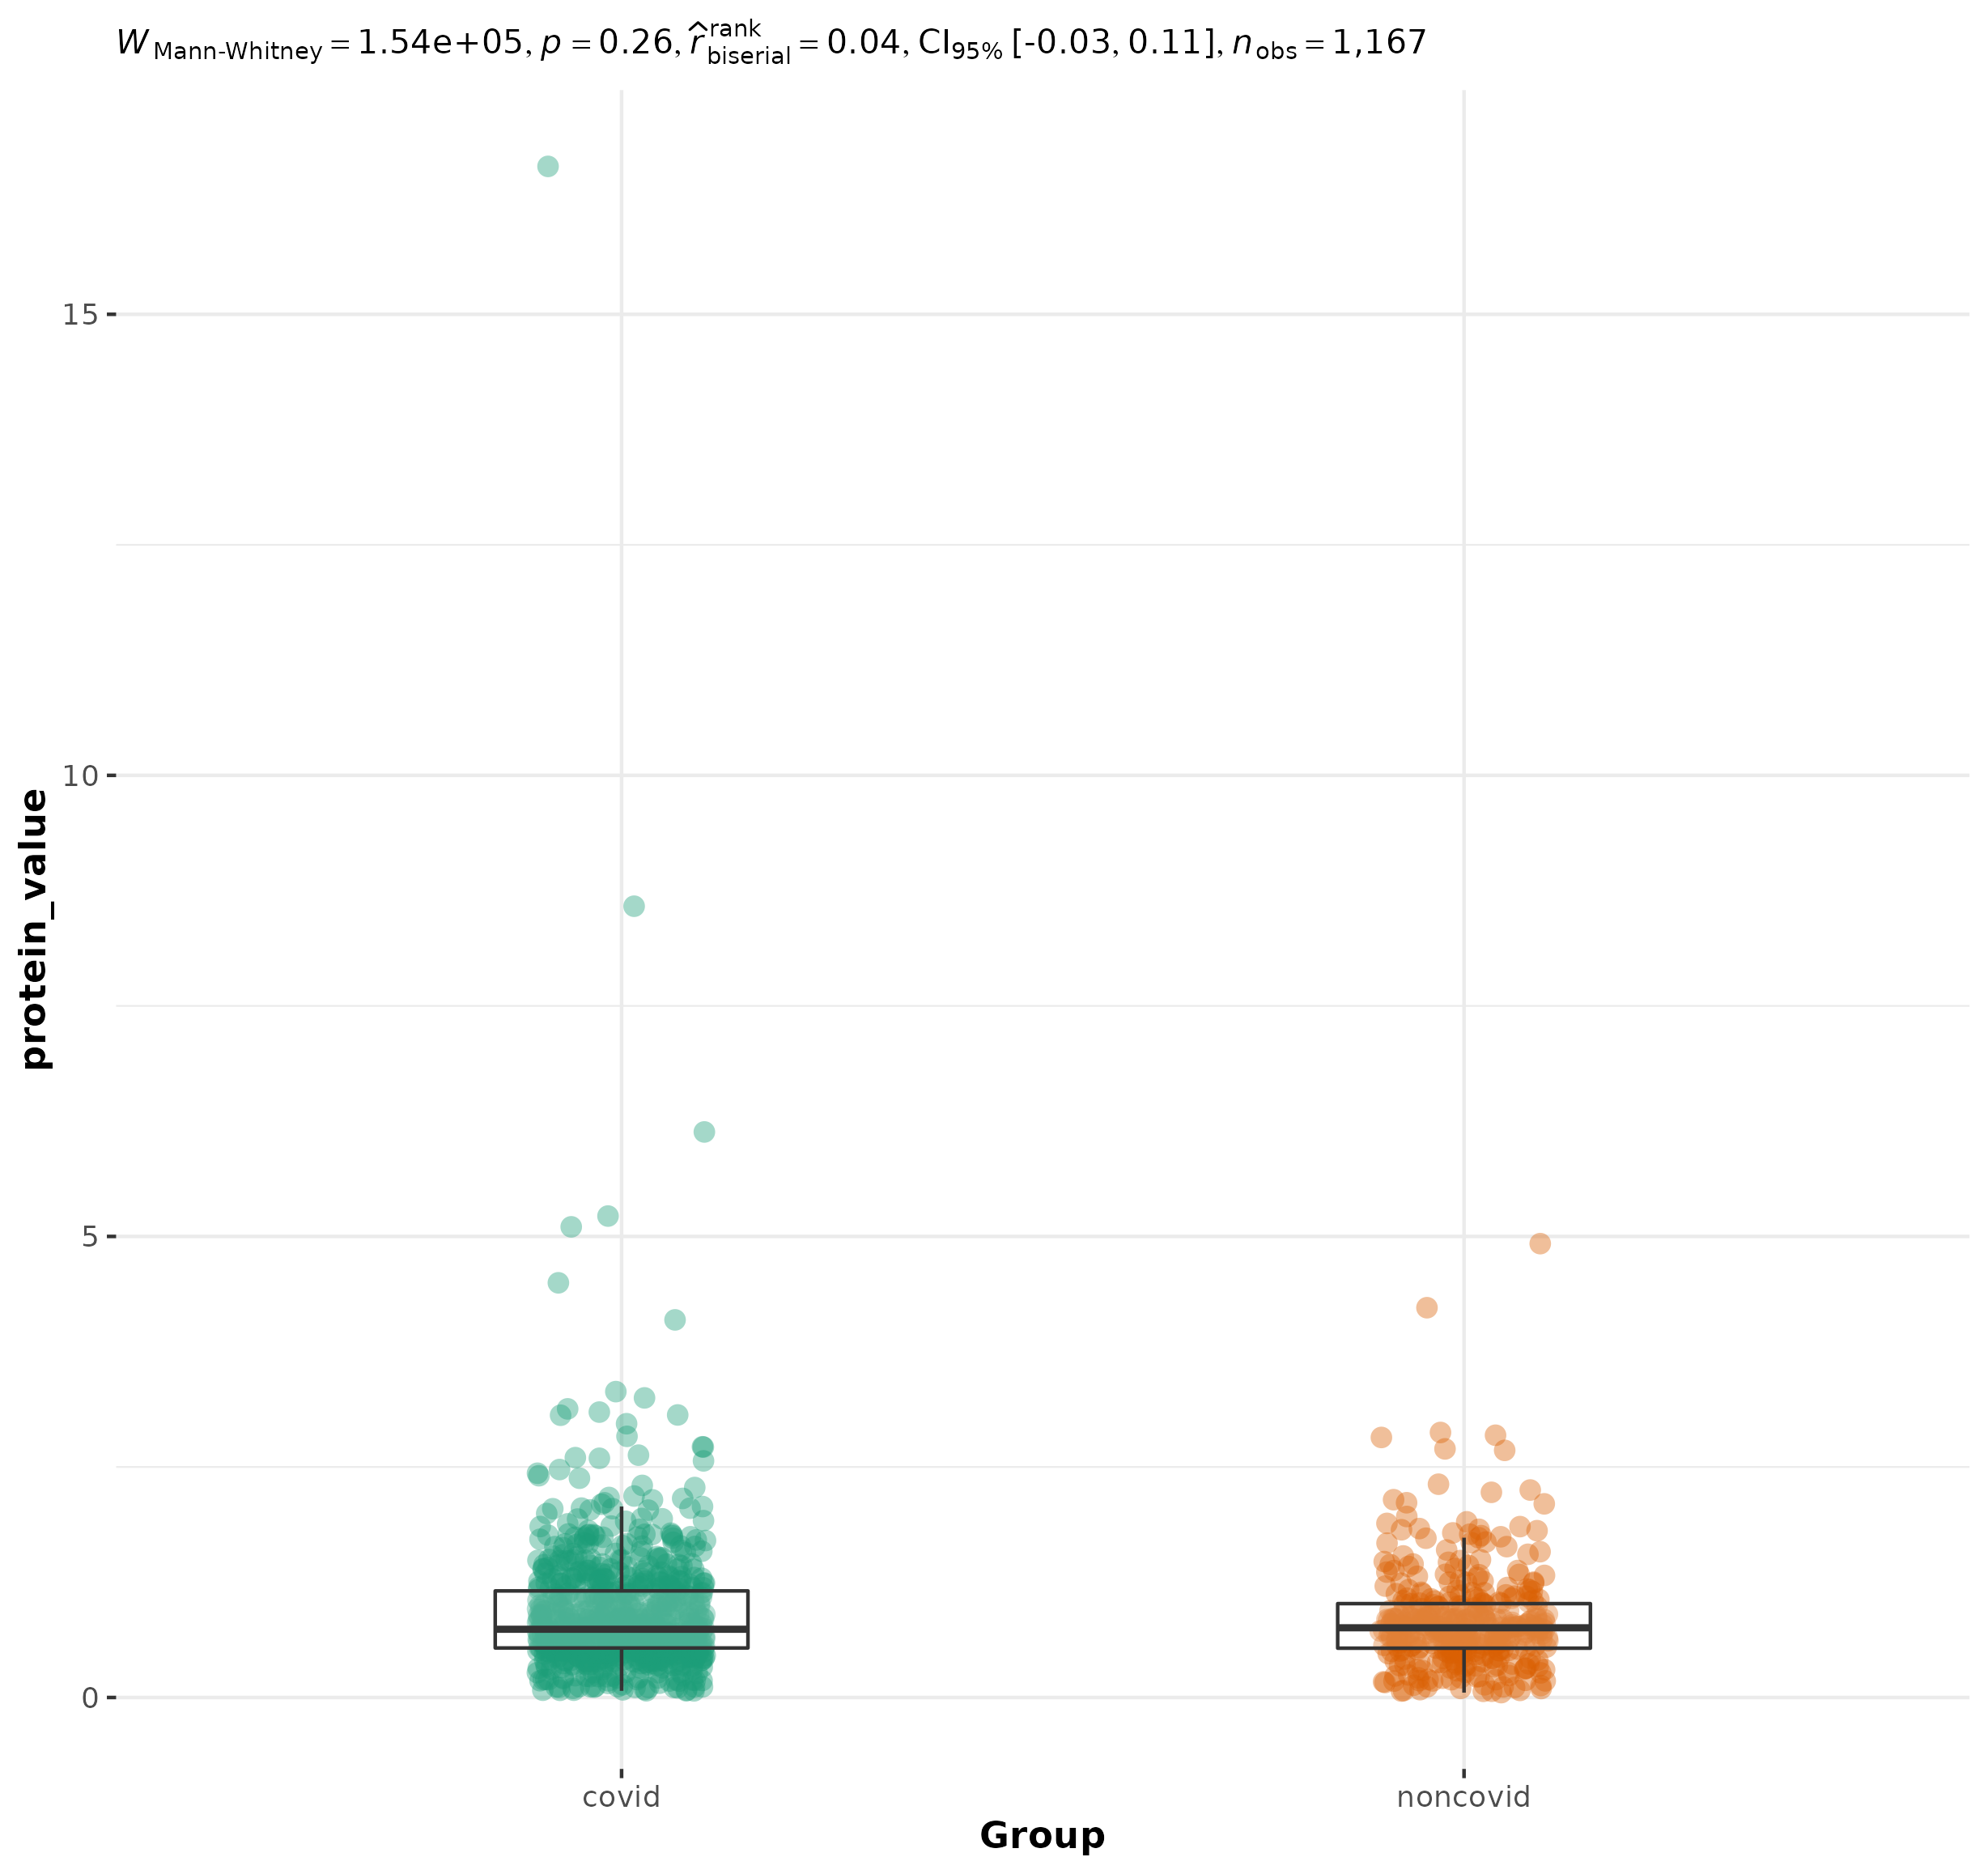 W Mann-Whitney = 1.54e+05, p = 0.26, r̂ rank biserial = 0.04, CI95% [-0.03, 0.11], nobs = 1,167
15
10
5
0
protein_value
covid
noncovid
Group